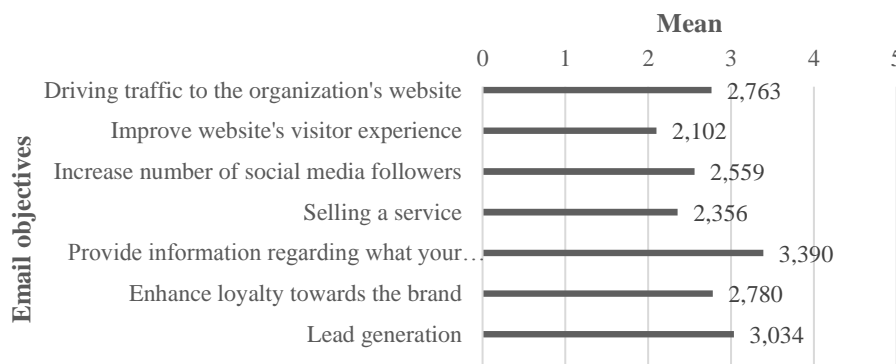 Mean
0 1 2 3 4 5
Email objectives
Driving traffic to the organization's website 2,763
Improve website's visitor experience 2,102
Increase number of social media followers 2,559
Selling a service 2,356
Provide information regarding what your… 3,390
Enhance loyalty towards the brand 2,780
Lead generation 3,034